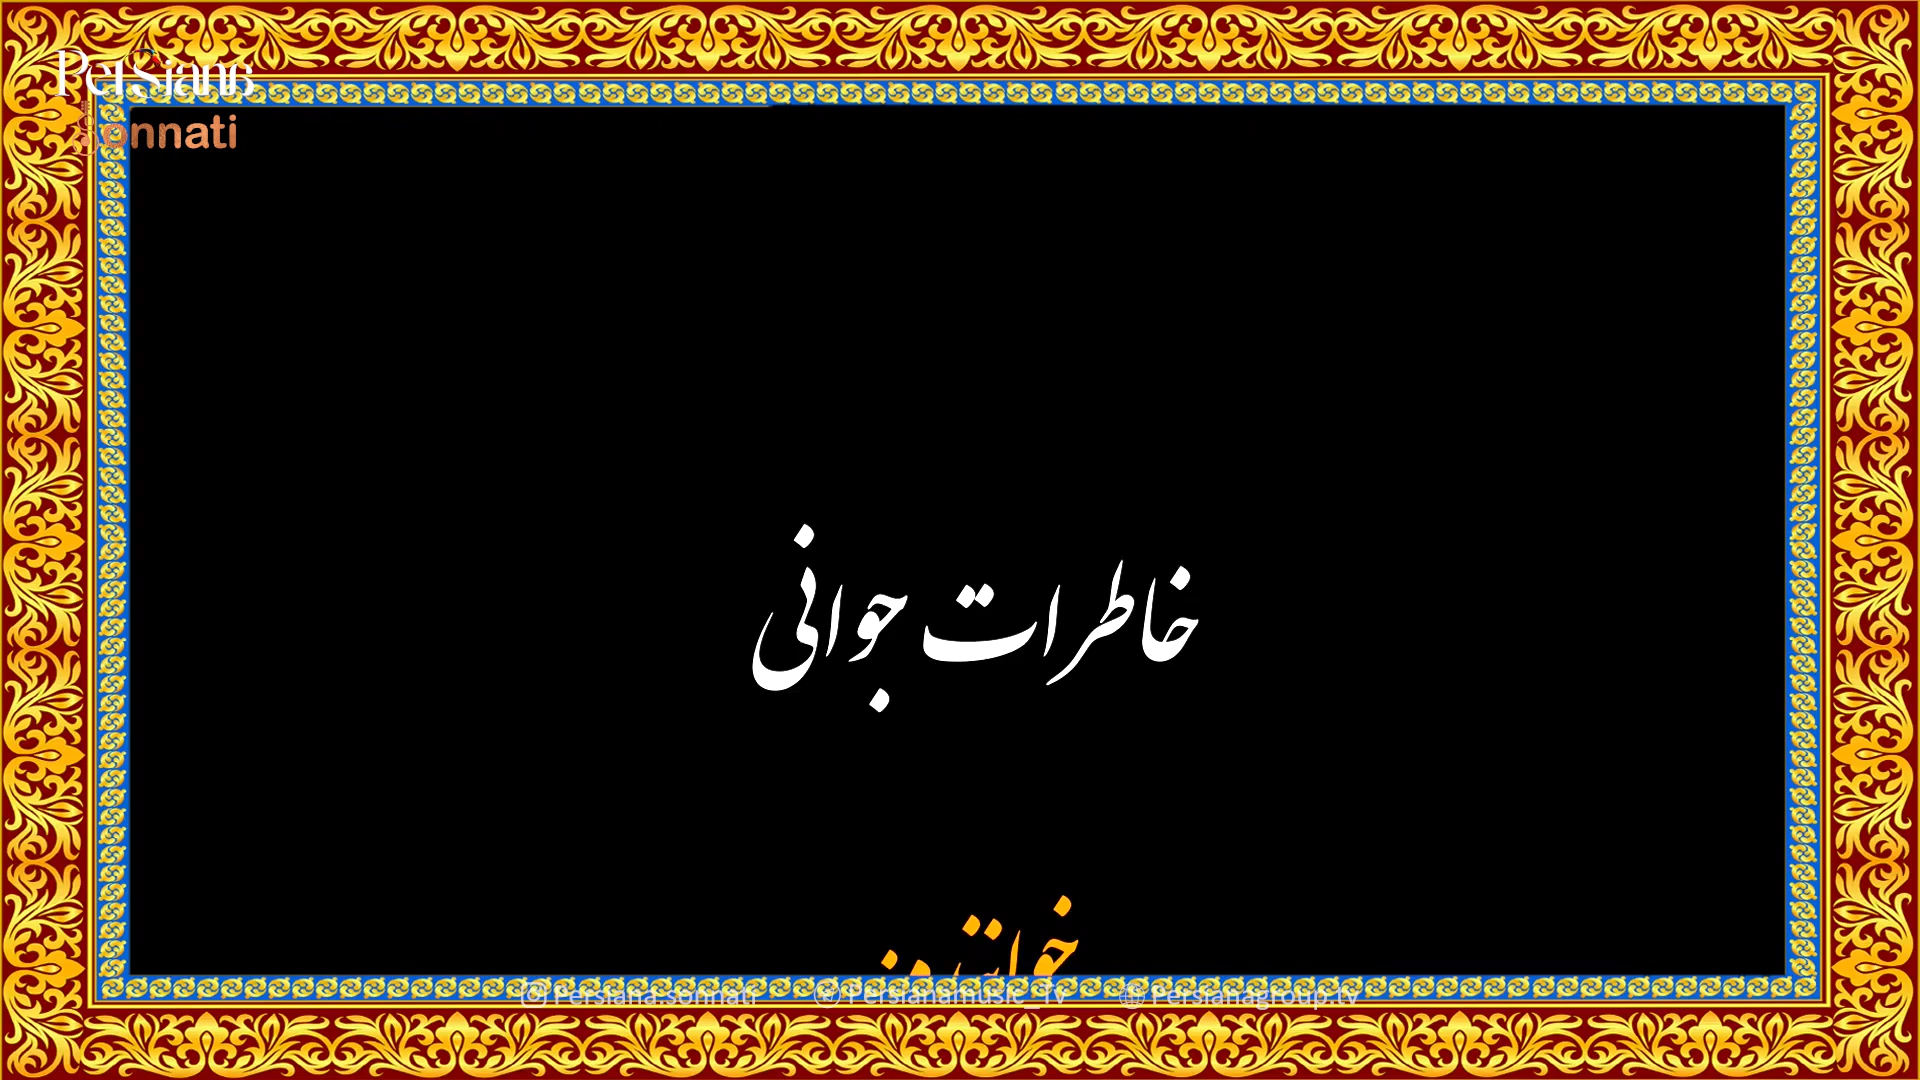 Persiana
Sonnati
خاطرات جوانی
Persiana.sonnati Persianamusic_Tv Persianagroup.tv